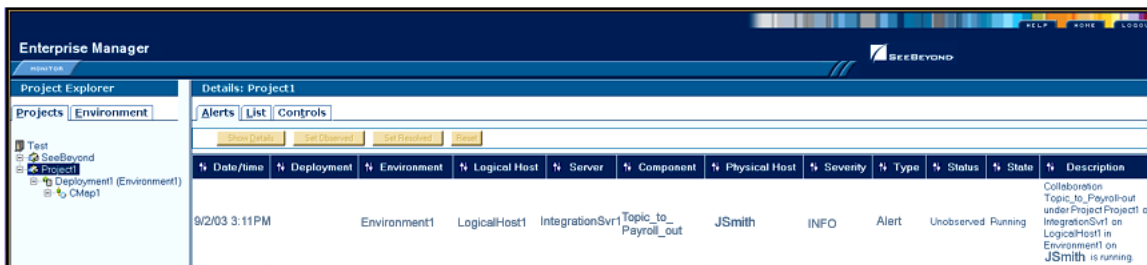 HELP HOME LOGOUT
Enterprise Manager
SEEBEYOND
MONITOR
Project Explorer
Details: Project1
Projects Environment
Alerts List Controls
Show Details Set Observed Set Resolved Reset
Test
SeeBeyond
Project1
Deployment1 (Environment1)
CMap1
Date/time Deployment Environment Logical Host Server Component Physical Host Severity Type Status State Description
9/2/03 3:11PM Environment1 LogicalHost1 IntegrationSvr1 Topic_to_
Payroll_out JSmith INFO Alert Unobserved Running
Collaboration
Topic_to_Payroll-out
under Project Project1 o
IntegrationSvr1 on
LogicalHost1 in
Environment1 on
JSmith is running.